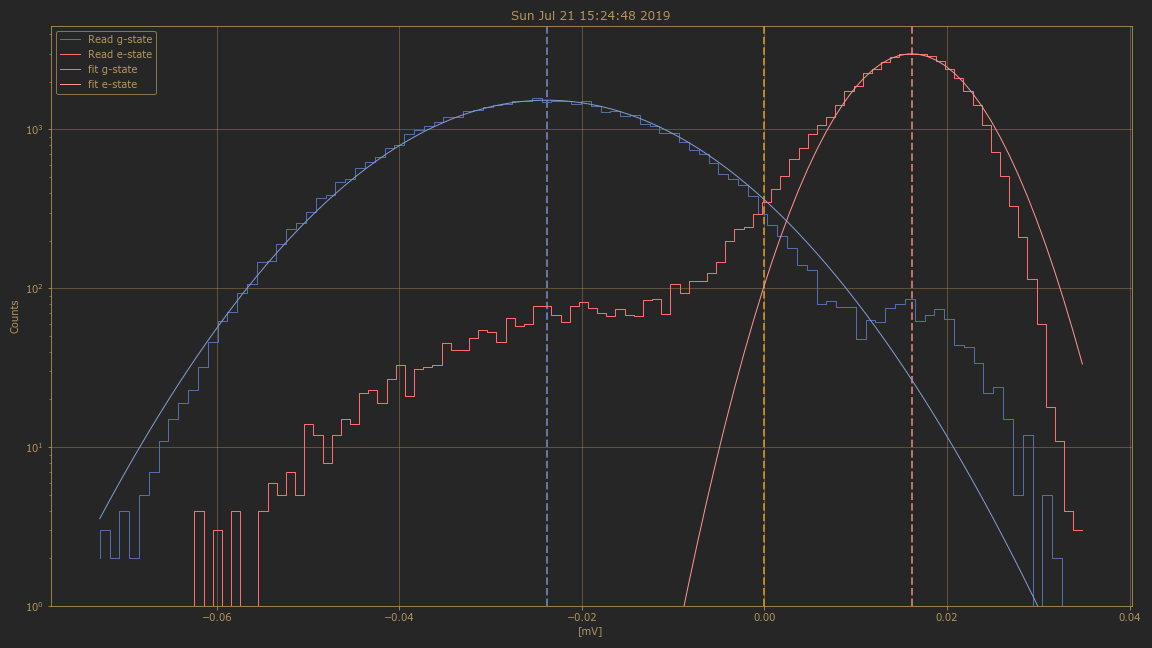 Sun Jul 21 15:24:48 2019
Read g-state
Read e-state
fit g-state
fit e-state
Counts
10³
10²
10¹
10⁰
−0.06
−0.04
−0.02
0.00
0.02
0.04
[mV]